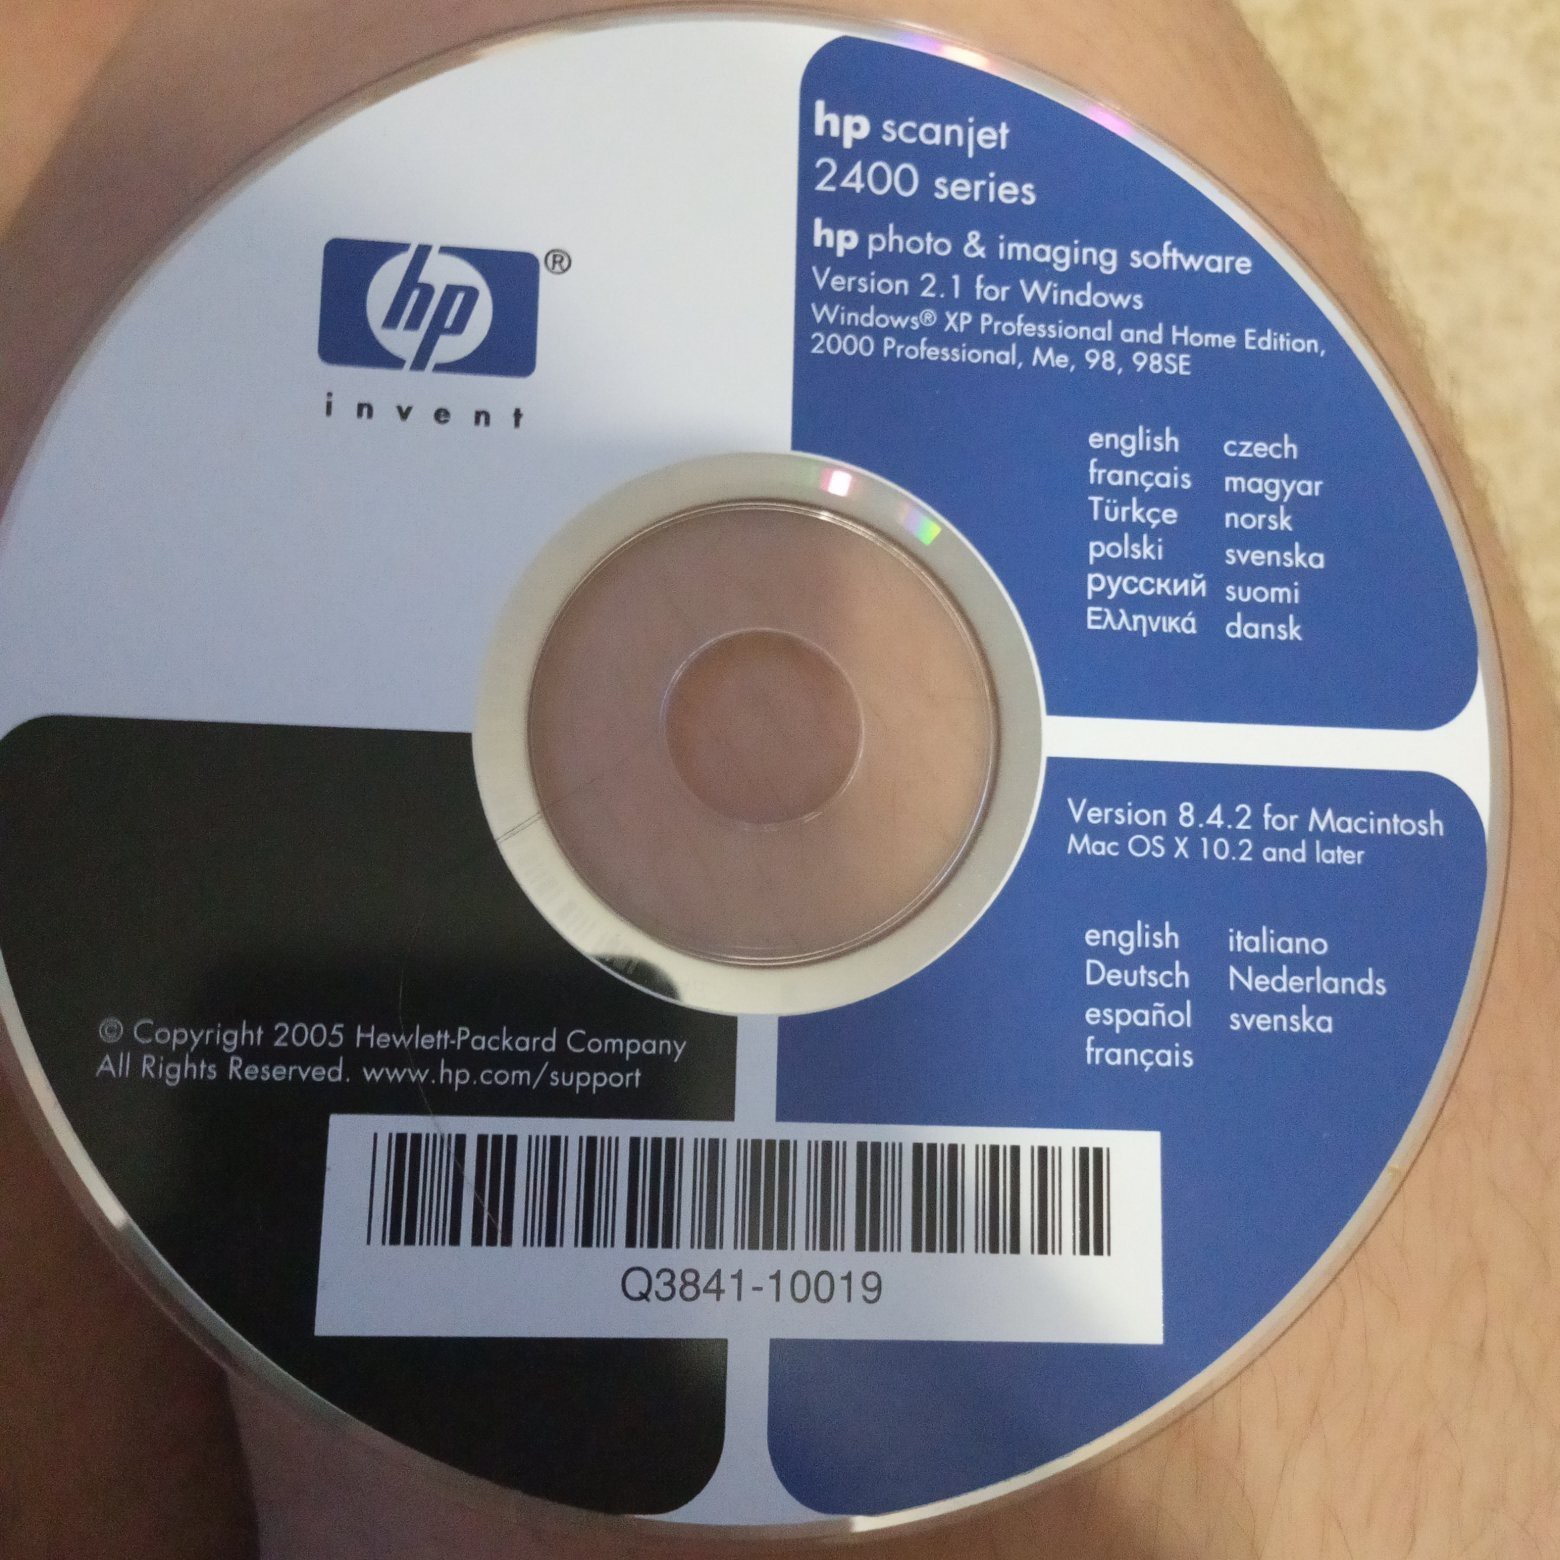 hp®
invent
hp scanjet
2400 series
hp photo & imaging software
Version 2.1 for Windows
Windows® XP Professional and Home Edition,
2000 Professional, Me, 98, 98SE
english czech
français magyar
Türkçe norsk
polski svenska
русский suomi
Ελληνικά dansk
Version 8.4.2 for Macintosh
Mac OS X 10.2 and later
english italiano
Deutsch Nederlands
español svenska
français
© Copyright 2005 Hewlett-Packard Company
All Rights Reserved. www.hp.com/support
Q3841-10019